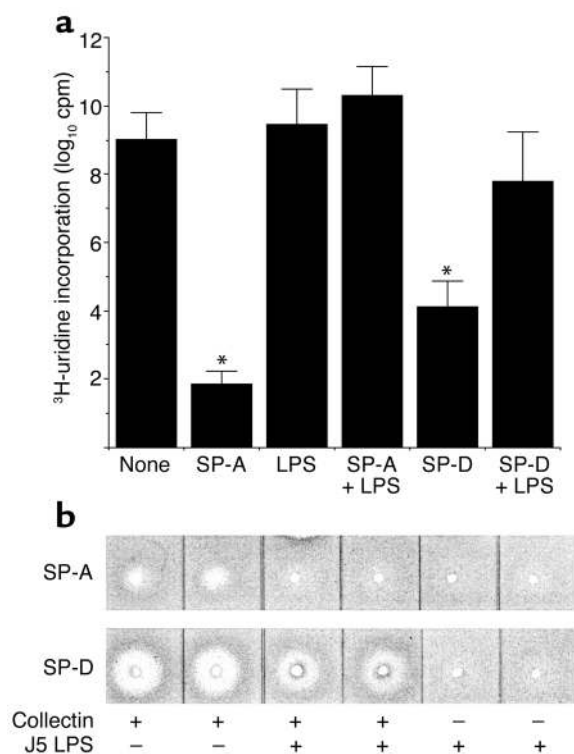 a
³H-uridine incorporation (log₁₀ cpm)
12
10
8
6
4
2
*
*
None SP-A LPS SP-A + LPS SP-D SP-D + LPS
b
SP-A
SP-D
Collectin + + + + – –
J5 LPS – – + + + +